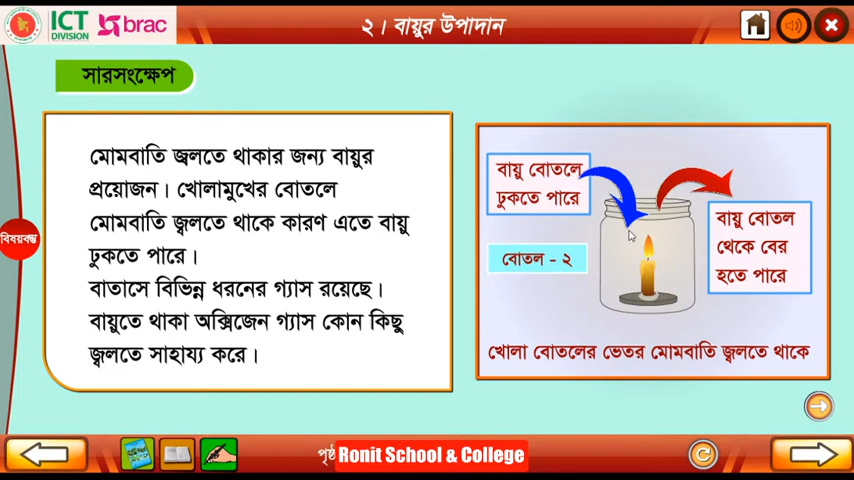 ICT
DIVISION
brac
২। বায়ুর উপাদান
সারসংক্ষেপ
মোমবাতি জ্বলতে থাকার জন্য বায়ুর
প্রয়োজন। খোলামুখের বোতলে
মোমবাতি জ্বলতে থাকে কারণ এতে বায়ু
ঢুকতে পারে।
বাতাসে বিভিন্ন ধরনের গ্যাস রয়েছে।
বায়ুতে থাকা অক্সিজেন গ্যাস কোন কিছু
জ্বলতে সাহায্য করে।
বায়ু বোতলে
ঢুকতে পারে
বায়ু বোতল
থেকে বের
হতে পারে
বোতল - ২
খোলা বোতলের ভেতর মোমবাতি জ্বলতে থাকে
বিষয়বস্তু
Ronit School & College